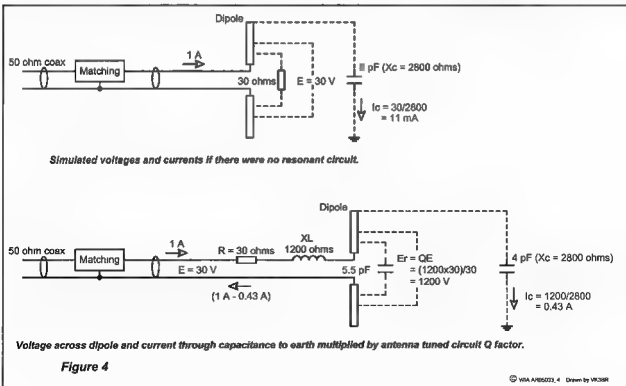 Dipole
1 A
50 ohm coax
Matching
30 ohms
E = 30 V
8 pF (Xc = 2800 ohms)
Ic = 30/2800
= 11 mA
Simulated voltages and currents if there were no resonant circuit.
Dipole
50 ohm coax
Matching
1 A
R = 30 ohms
XL
1200 ohms
E = 30 V
(1 A - 0.43 A)
5.5 pF
Er = QE
= (1200x30)/30
= 1200 V
4 pF (Xc = 2800 ohms)
Ic = 1200/2800
= 0.43 A
Voltage across dipole and current through capacitance to earth multiplied by antenna tuned circuit Q factor.
Figure 4
Drawn by VK3BR